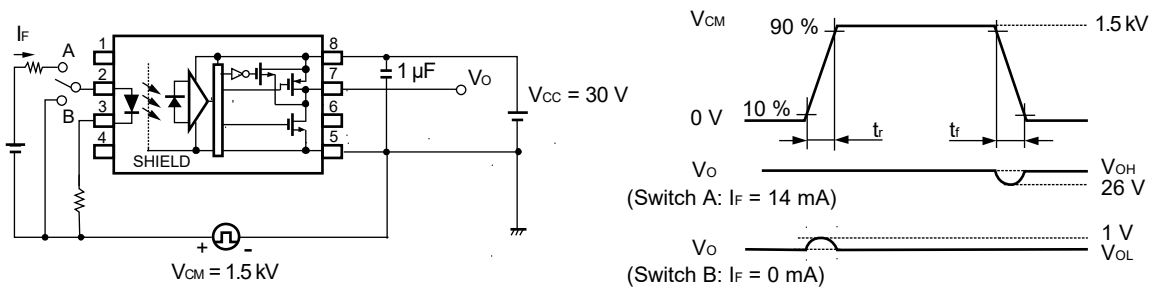 IF
A
B
1
2
3
4
SHIELD
8
7
6
5
1 µF
VO
VCC = 30 V
+ -
VCM = 1.5 kV
VCM
90 %
1.5 kV
10 %
0 V
tr
tf
VO
VOH
26 V
(Switch A: IF = 14 mA)
1 V
VO
VOL
(Switch B: IF = 0 mA)